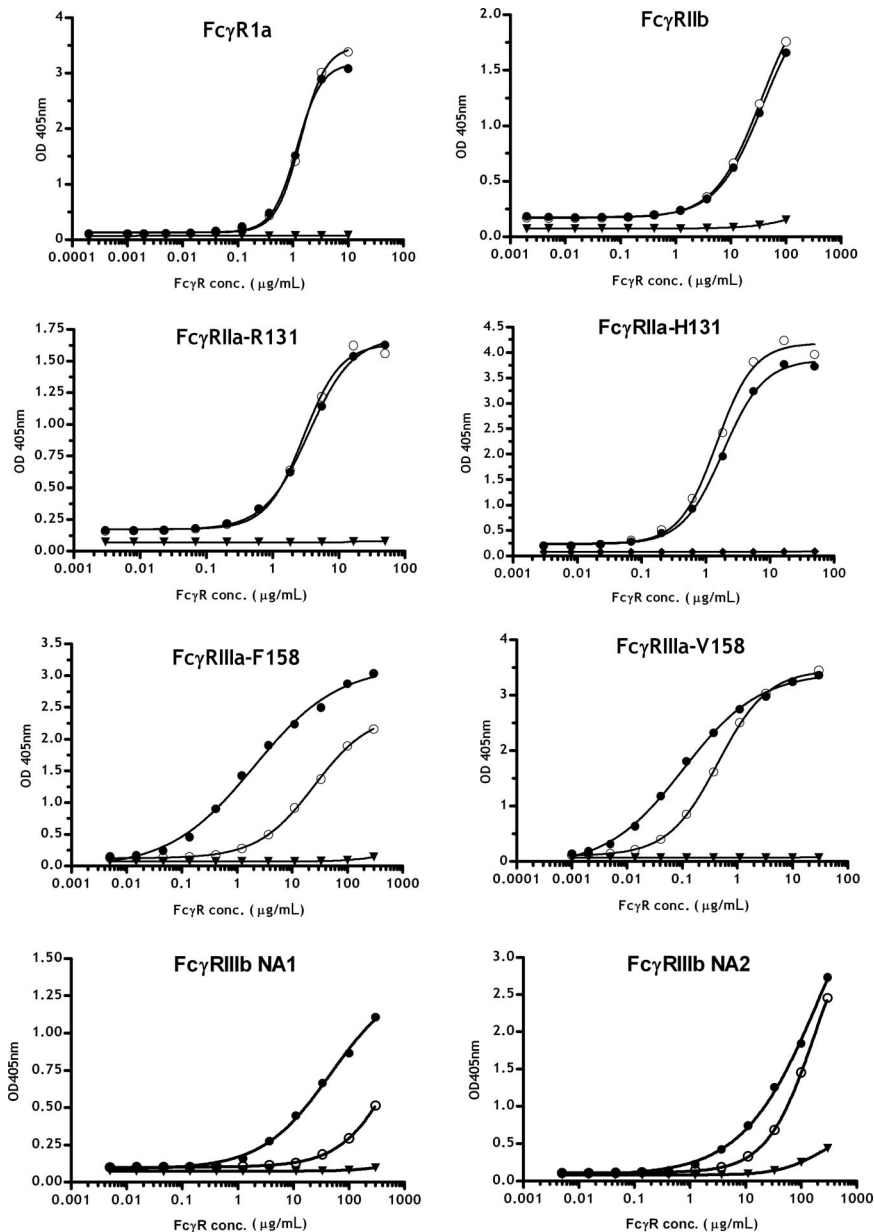 FcγR1a
4
3
2
1
0
OD 405nm
0.0001 0.001 0.01 0.1 1 10 100
FcγR conc. ( μg/mL)
FcγRIIb
2.0
1.5
1.0
0.5
0.0
OD 405nm
0.001 0.01 0.1 1 10 100 1000
FcγR conc. ( μg/mL)
FcγRIIa-R131
1.75
1.50
1.25
1.00
0.75
0.50
0.25
0.00
OD 405nm
0.001 0.01 0.1 1 10 100
FcγR conc. ( μg/mL)
FcγRIIa-H131
4.5
4.0
3.5
3.0
2.5
2.0
1.5
1.0
0.5
0.0
OD 405nm
0.001 0.01 0.1 1 10 100
FcγR conc. ( μg/mL)
FcγRIIIa-F158
3.5
3.0
2.5
2.0
1.5
1.0
0.5
0.0
OD 405nm
0.001 0.01 0.1 1 10 100 1000
FcγR conc. ( μg/mL)
FcγRIIIa-V158
4
3
2
1
0
OD 405nm
0.0001 0.001 0.01 0.1 1 10 100
FcγR conc. ( μg/mL)
FcγRIIIb NA1
1.50
1.25
1.00
0.75
0.50
0.25
0.00
OD405nm
0.001 0.01 0.1 1 10 100 1000
FcγR conc. ( μg/mL)
FcγRIIIb NA2
3.0
2.5
2.0
1.5
1.0
0.5
0.0
OD405nm
0.001 0.01 0.1 1 10 100 1000
FcγR conc. ( μg/mL)